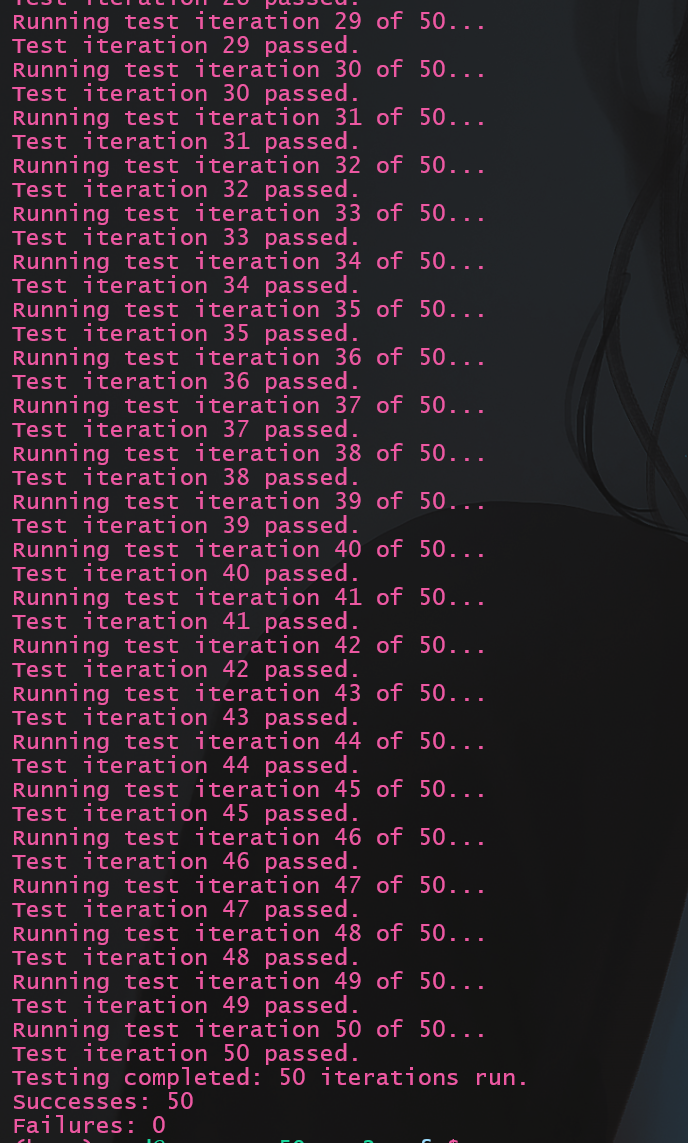 Running test iteration 29 of 50...
Test iteration 29 passed.
Running test iteration 30 of 50...
Test iteration 30 passed.
Running test iteration 31 of 50...
Test iteration 31 passed.
Running test iteration 32 of 50...
Test iteration 32 passed.
Running test iteration 33 of 50...
Test iteration 33 passed.
Running test iteration 34 of 50...
Test iteration 34 passed.
Running test iteration 35 of 50...
Test iteration 35 passed.
Running test iteration 36 of 50...
Test iteration 36 passed.
Running test iteration 37 of 50...
Test iteration 37 passed.
Running test iteration 38 of 50...
Test iteration 38 passed.
Running test iteration 39 of 50...
Test iteration 39 passed.
Running test iteration 40 of 50...
Test iteration 40 passed.
Running test iteration 41 of 50...
Test iteration 41 passed.
Running test iteration 42 of 50...
Test iteration 42 passed.
Running test iteration 43 of 50...
Test iteration 43 passed.
Running test iteration 44 of 50...
Test iteration 44 passed.
Running test iteration 45 of 50...
Test iteration 45 passed.
Running test iteration 46 of 50...
Test iteration 46 passed.
Running test iteration 47 of 50...
Test iteration 47 passed.
Running test iteration 48 of 50...
Test iteration 48 passed.
Running test iteration 49 of 50...
Test iteration 49 passed.
Running test iteration 50 of 50...
Test iteration 50 passed.
Testing completed: 50 iterations run.
Successes: 50
Failures: 0